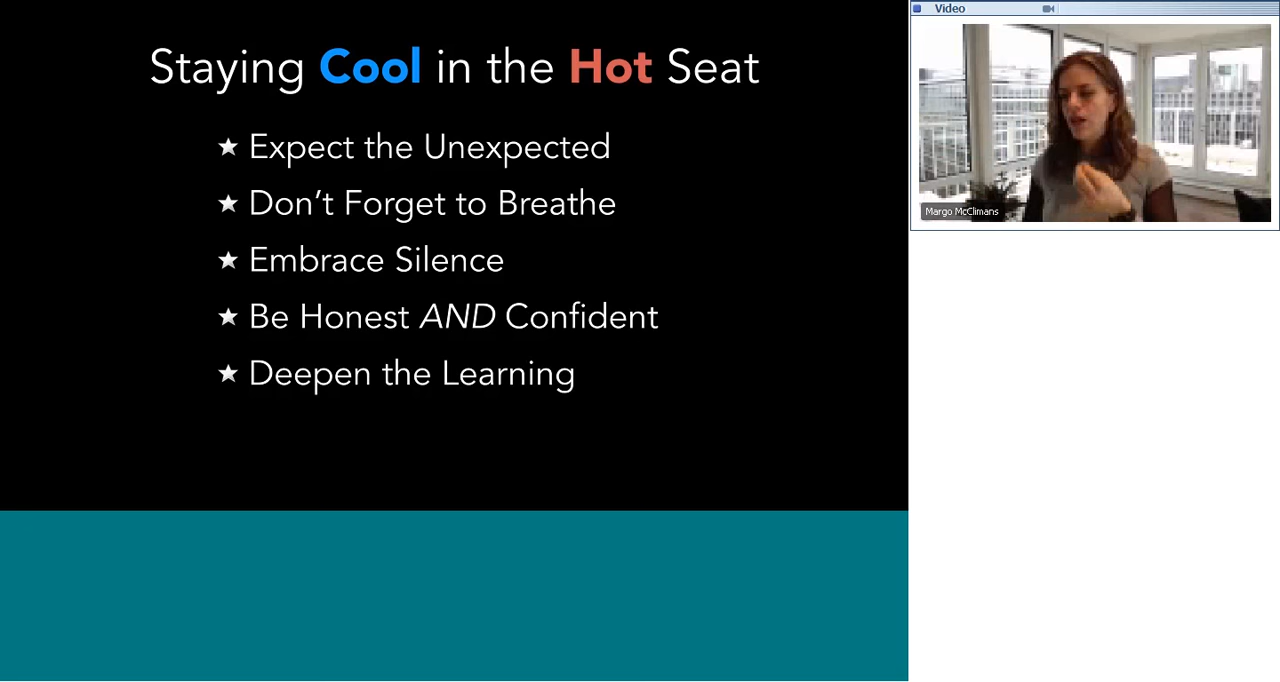 Staying Cool in the Hot Seat
Expect the Unexpected
Don't Forget to Breathe
Embrace Silence
Be Honest AND Confident
Deepen the Learning
Video
Margo McClimans